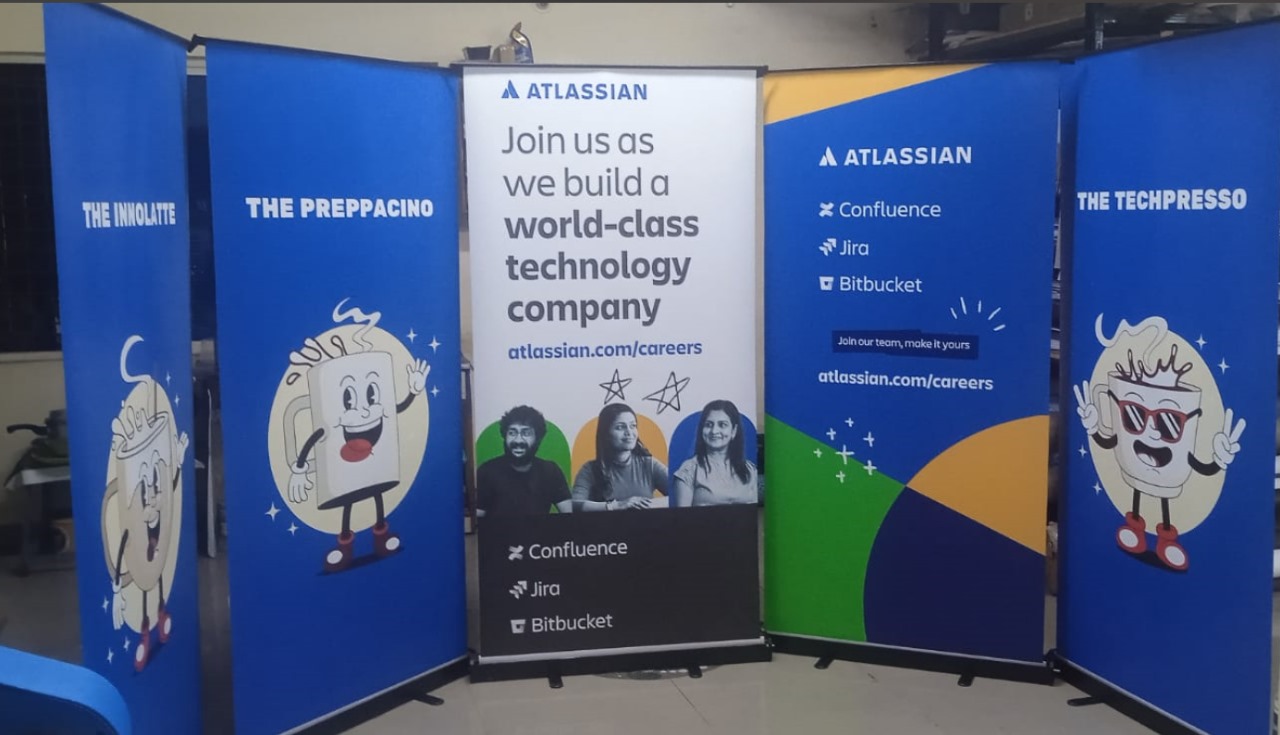 THE INNOLATTE
THE PREPPACINO
ATLASSIAN
Join us as
we build a
world-class
technology
company
atlassian.com/careers
Confluence
Jira
Bitbucket
ATLASSIAN
Confluence
Jira
Bitbucket
Join our team, make it yours
atlassian.com/careers
THE TECHPRESSO